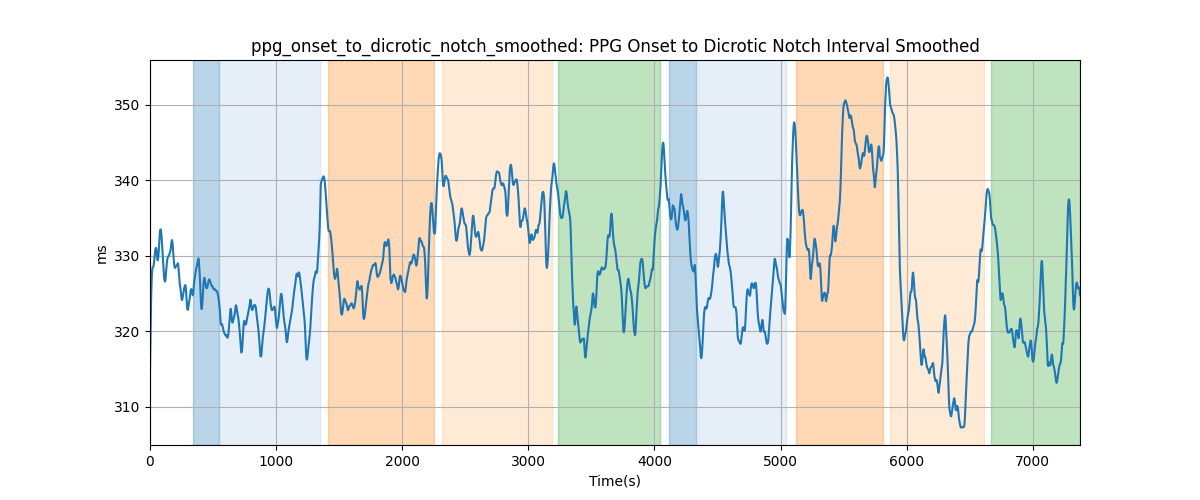 ppg_onset_to_dicrotic_notch_smoothed: PPG Onset to Dicrotic Notch Interval Smoothed
350
340
330
320
310
ms
0 1000 2000 3000 4000 5000 6000 7000
Time(s)